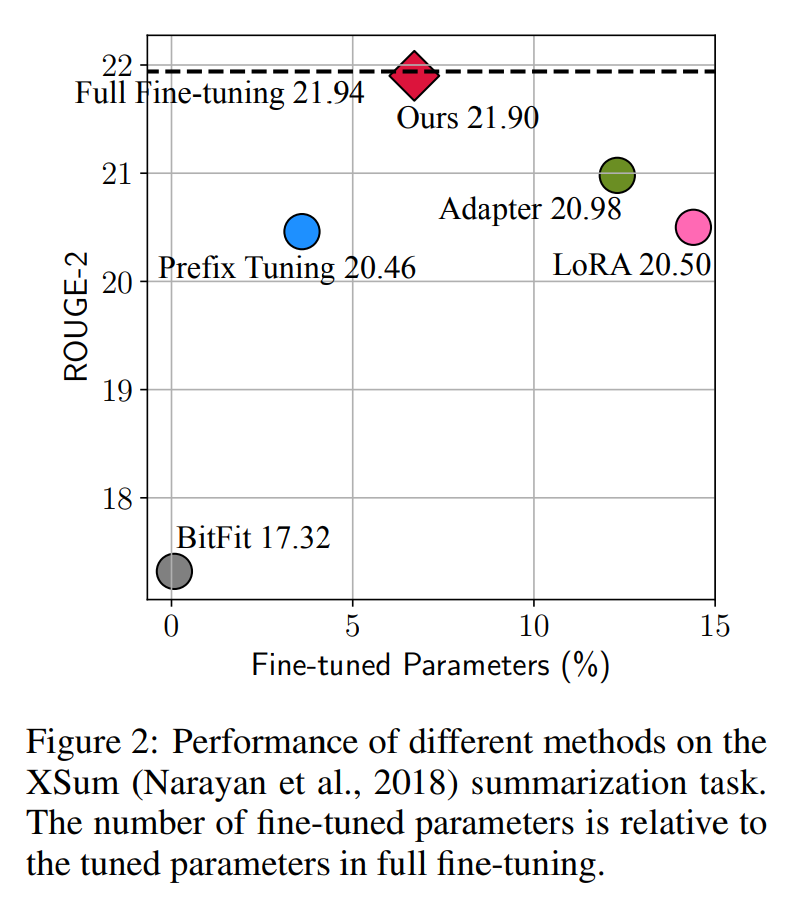 22
Full Fine-tuning 21.94
Ours 21.90
21
Adapter 20.98
Prefix Tuning 20.46
LoRA 20.50
20
ROUGE-2
19
18
BitFit 17.32
0 5 10 15
Fine-tuned Parameters (%)
Figure 2: Performance of different methods on the
XSum (Narayan et al., 2018) summarization task.
The number of fine-tuned parameters is relative to
the tuned parameters in full fine-tuning.